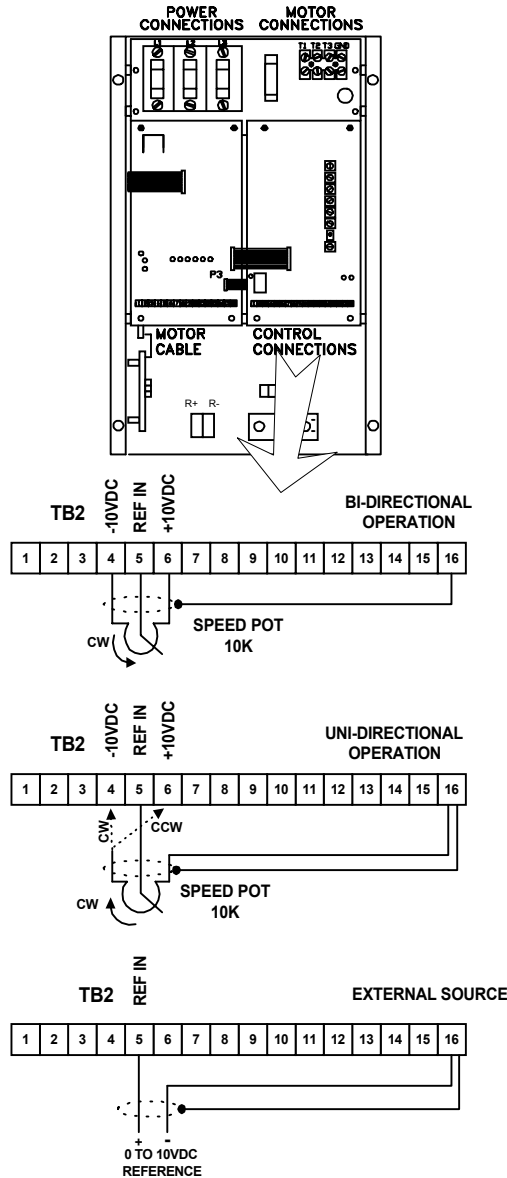 POWER CONNECTIONS
MOTOR CONNECTIONS
T1 T2 T3 GND
P3
MOTOR CABLE
CONTROL CONNECTIONS
R+ R-
TB2
-10VDC
REF IN
+10VDC
BI-DIRECTIONAL
OPERATION
1 2 3 4 5 6 7 8 9 10 11 12 13 14 15 16
CW
SPEED POT
10K
TB2
-10VDC
REF IN
+10VDC
UNI-DIRECTIONAL
OPERATION
1 2 3 4 5 6 7 8 9 10 11 12 13 14 15 16
CW
CCW
CW
SPEED POT
10K
TB2
REF IN
EXTERNAL SOURCE
1 2 3 4 5 6 7 8 9 10 11 12 13 14 15 16
+ -
0 TO 10VDC
REFERENCE